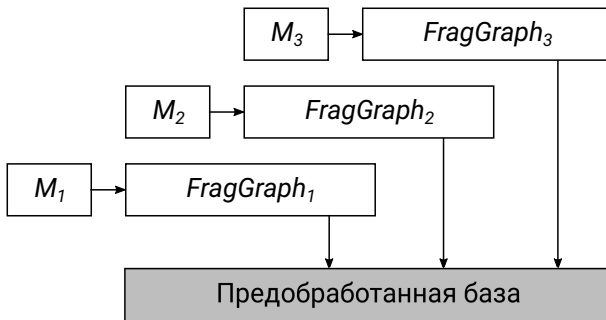 M₃ FragGraph₃
M₂ FragGraph₂
M₁ FragGraph₁
Предобработанная база